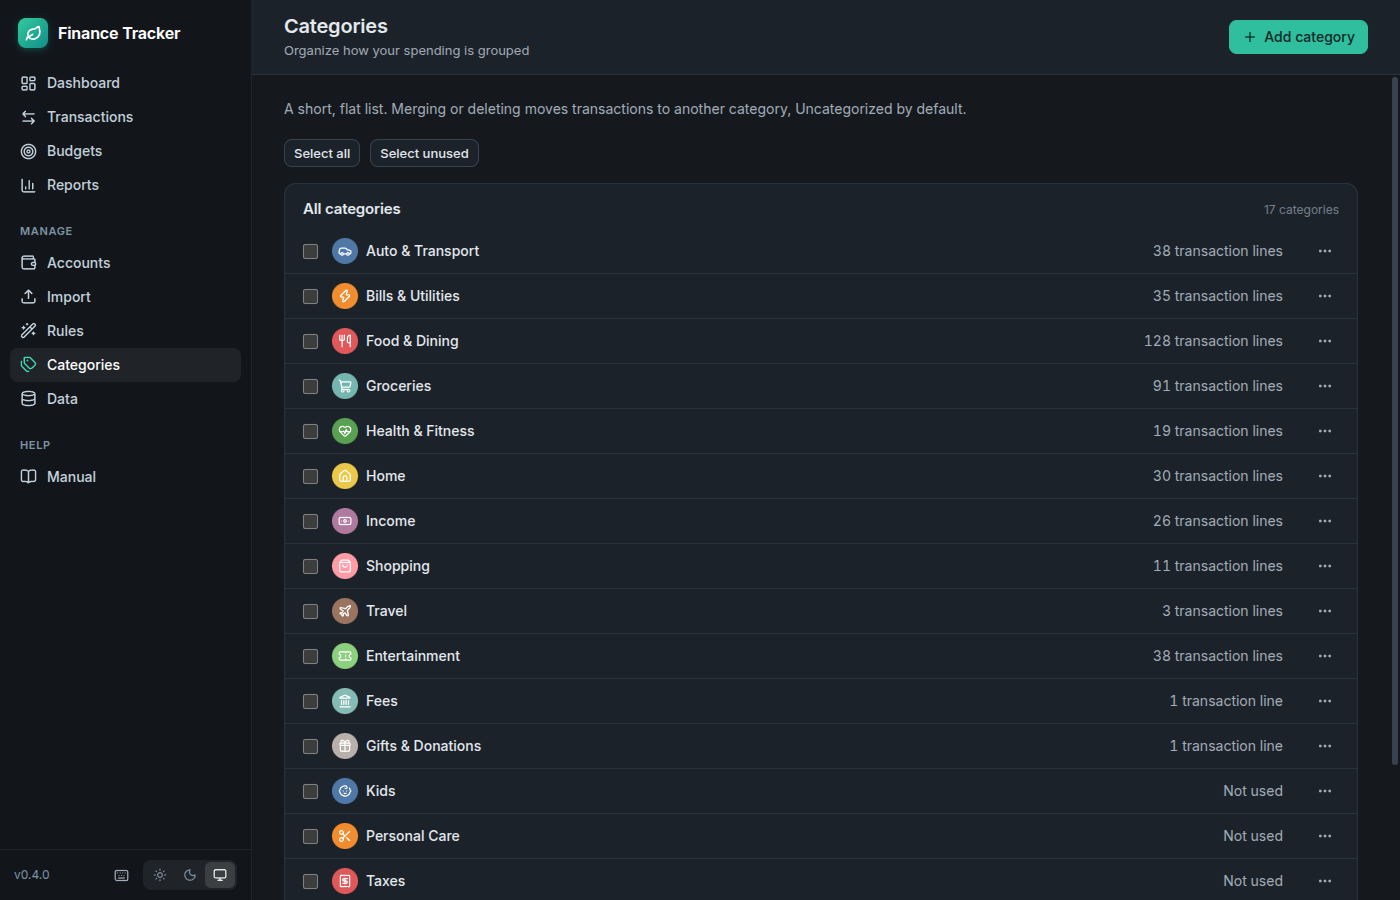 Finance Tracker
Dashboard
Transactions
Budgets
Reports
MANAGE
Accounts
Import
Rules
Categories
Data
HELP
Manual
v0.4.0
Categories
Organize how your spending is grouped
Add category
A short, flat list. Merging or deleting moves transactions to another category, Uncategorized by default.
Select all
Select unused
All categories
17 categories
Auto & Transport
38 transaction lines
Bills & Utilities
35 transaction lines
Food & Dining
128 transaction lines
Groceries
91 transaction lines
Health & Fitness
19 transaction lines
Home
30 transaction lines
Income
26 transaction lines
Shopping
11 transaction lines
Travel
3 transaction lines
Entertainment
38 transaction lines
Fees
1 transaction line
Gifts & Donations
1 transaction line
Kids
Not used
Personal Care
Not used
Taxes
Not used